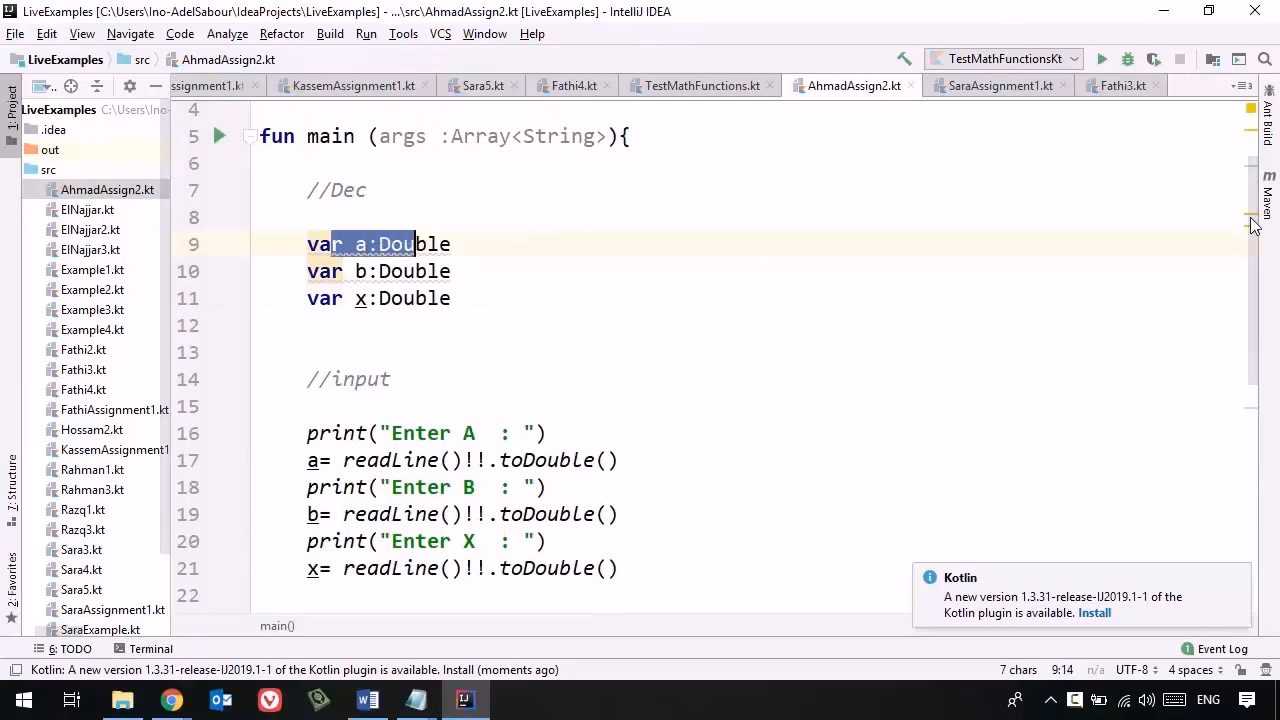 LiveExamples [C:\Users\Ino-AdelSabour\IdeaProjects\LiveExamples] - ...\src\AhmadAssign2.kt [LiveExamples] - IntelliJ IDEA
File Edit View Navigate Code Analyze Refactor Build Run Tools VCS Window Help
LiveExamples src AhmadAssign2.kt TestMathFunctionsKt
ssignment1.kt KassemAssignment1.kt Sara5.kt Fathi4.kt TestMathFunctions.kt AhmadAssign2.kt SaraAssignment1.kt Fathi3.kt
1: Project
7: Structure
2: Favorites
Ant Build
Maven
LiveExamples C:\Users\Ino-
.idea
out
src
AhmadAssign2.kt
ElNajjar.kt
ElNajjar2.kt
ElNajjar3.kt
Example1.kt
Example2.kt
Example3.kt
Example4.kt
Fathi2.kt
Fathi3.kt
Fathi4.kt
FathiAssignment1.kt
Hossam2.kt
KassemAssignment1
Rahman1.kt
Rahman3.kt
Razq1.kt
Razq3.kt
Sara3.kt
Sara4.kt
Sara5.kt
SaraAssignment1.kt
SaraExample.kt
4
5 fun main (args :Array<String>){
6
7 //Dec
8
9 var a:Double
10 var b:Double
11 var x:Double
12
13
14 //input
15
16 print("Enter A  : ")
17 a= readLine()!!.toDouble()
18 print("Enter B  : ")
19 b= readLine()!!.toDouble()
20 print("Enter X  : ")
21 x= readLine()!!.toDouble()
22
main()
Kotlin
A new version 1.3.31-release-IJ2019.1-1 of the
Kotlin plugin is available. Install
6: TODO Terminal Event Log
Kotlin: A new version 1.3.31-release-IJ2019.1-1 of the Kotlin plugin is available. Install (moments ago) 7 chars 9:14 n/a UTF-8 4 spaces
ENG